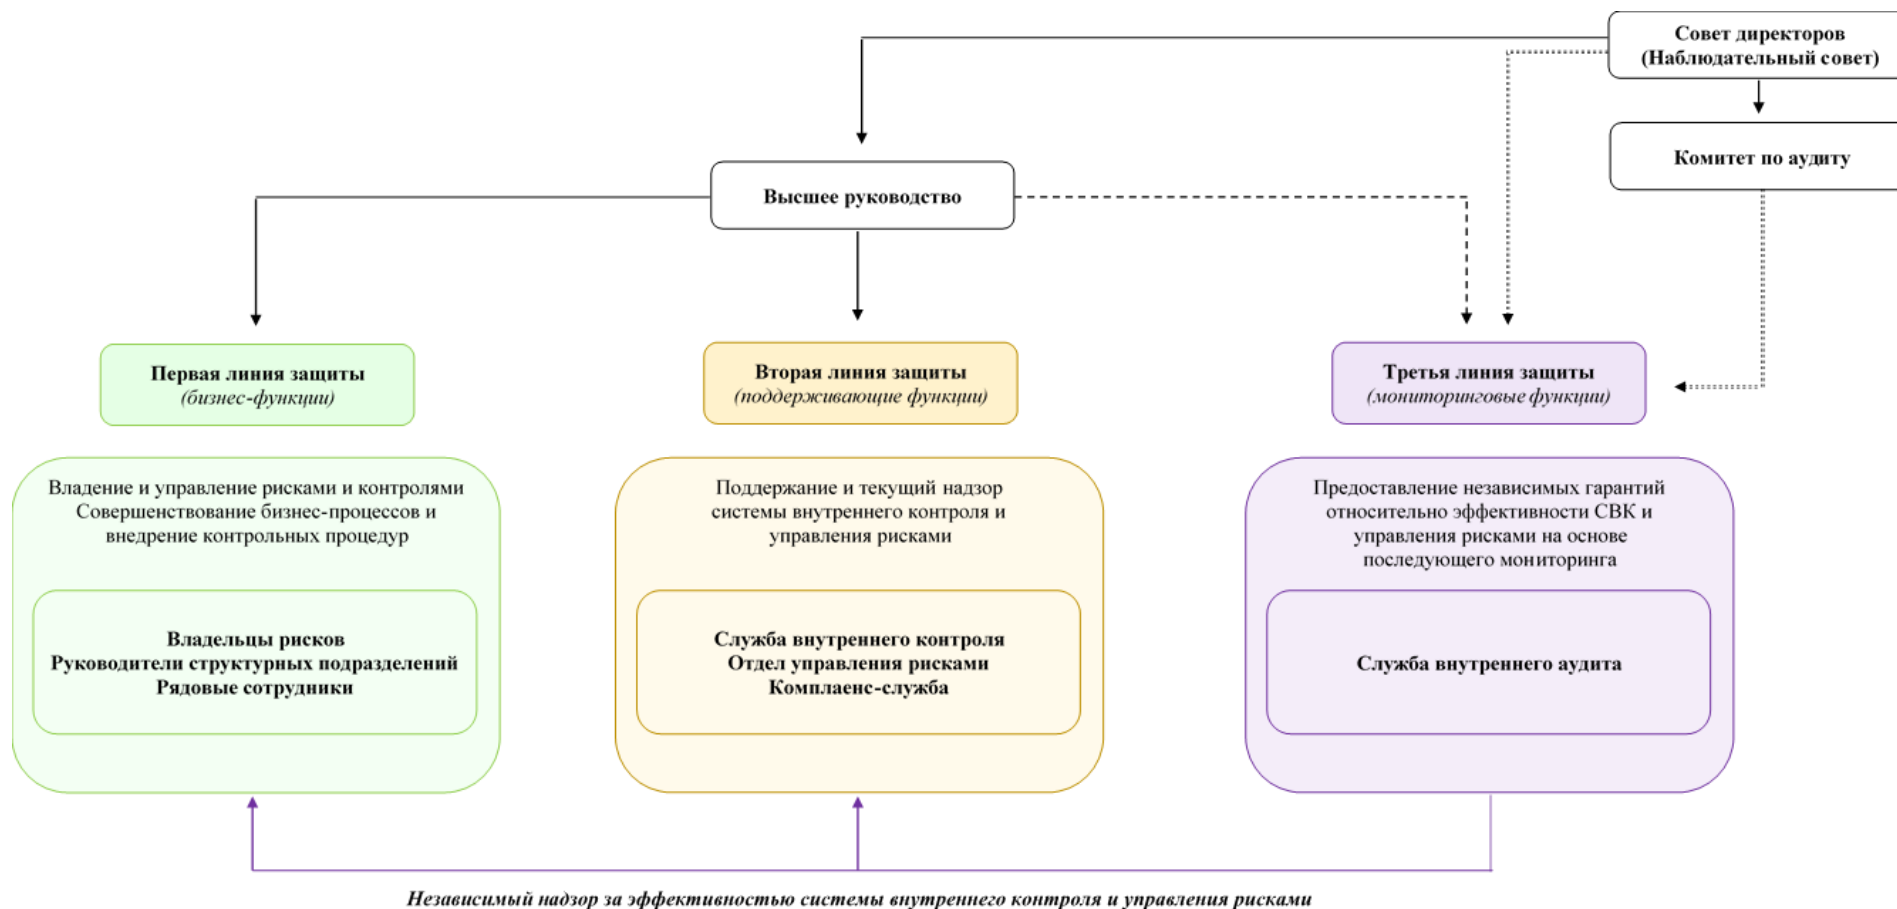 Совет директоров
(Наблюдательный совет)
Комитет по аудиту
Высшее руководство
Первая линия защиты
(бизнес-функции)
Вторая линия защиты
(поддерживающие функции)
Третья линия защиты
(мониторинговые функции)
Владение и управление рисками и контролями
Совершенствование бизнес-процессов и
внедрение контрольных процедур
Владельцы рисков
Руководители структурных подразделений
Рядовые сотрудники
Поддержание и текущий надзор
системы внутреннего контроля и
управления рисками
Служба внутреннего контроля
Отдел управления рисками
Комплаенс-служба
Предоставление независимых гарантий
относительно эффективности СВК и
управления рисками на основе
последующего мониторинга
Служба внутреннего аудита
Независимый надзор за эффективностью системы внутреннего контроля и управления рисками